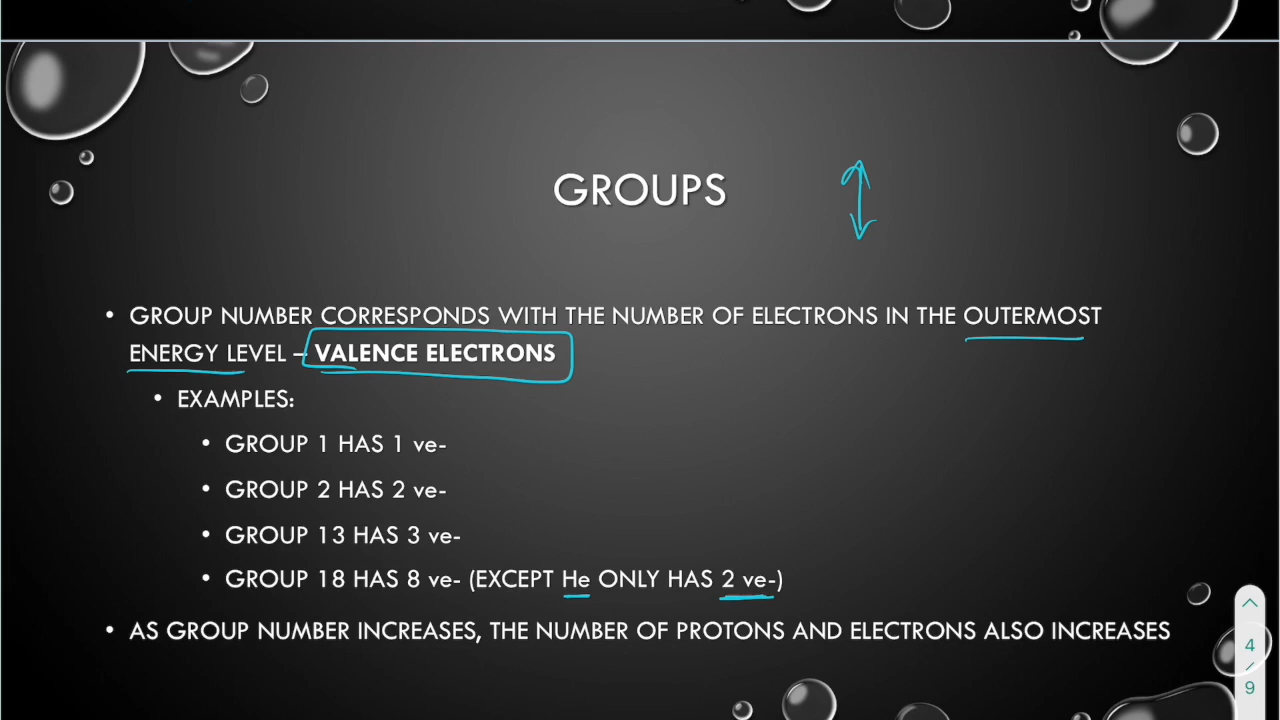 GROUPS
• GROUP NUMBER CORRESPONDS WITH THE NUMBER OF ELECTRONS IN THE OUTERMOST
ENERGY LEVEL – VALENCE ELECTRONS
• EXAMPLES:
• GROUP 1 HAS 1 ve-
• GROUP 2 HAS 2 ve-
• GROUP 13 HAS 3 ve-
• GROUP 18 HAS 8 ve- (EXCEPT He ONLY HAS 2 ve-)
• AS GROUP NUMBER INCREASES, THE NUMBER OF PROTONS AND ELECTRONS ALSO INCREASES
4
/
9